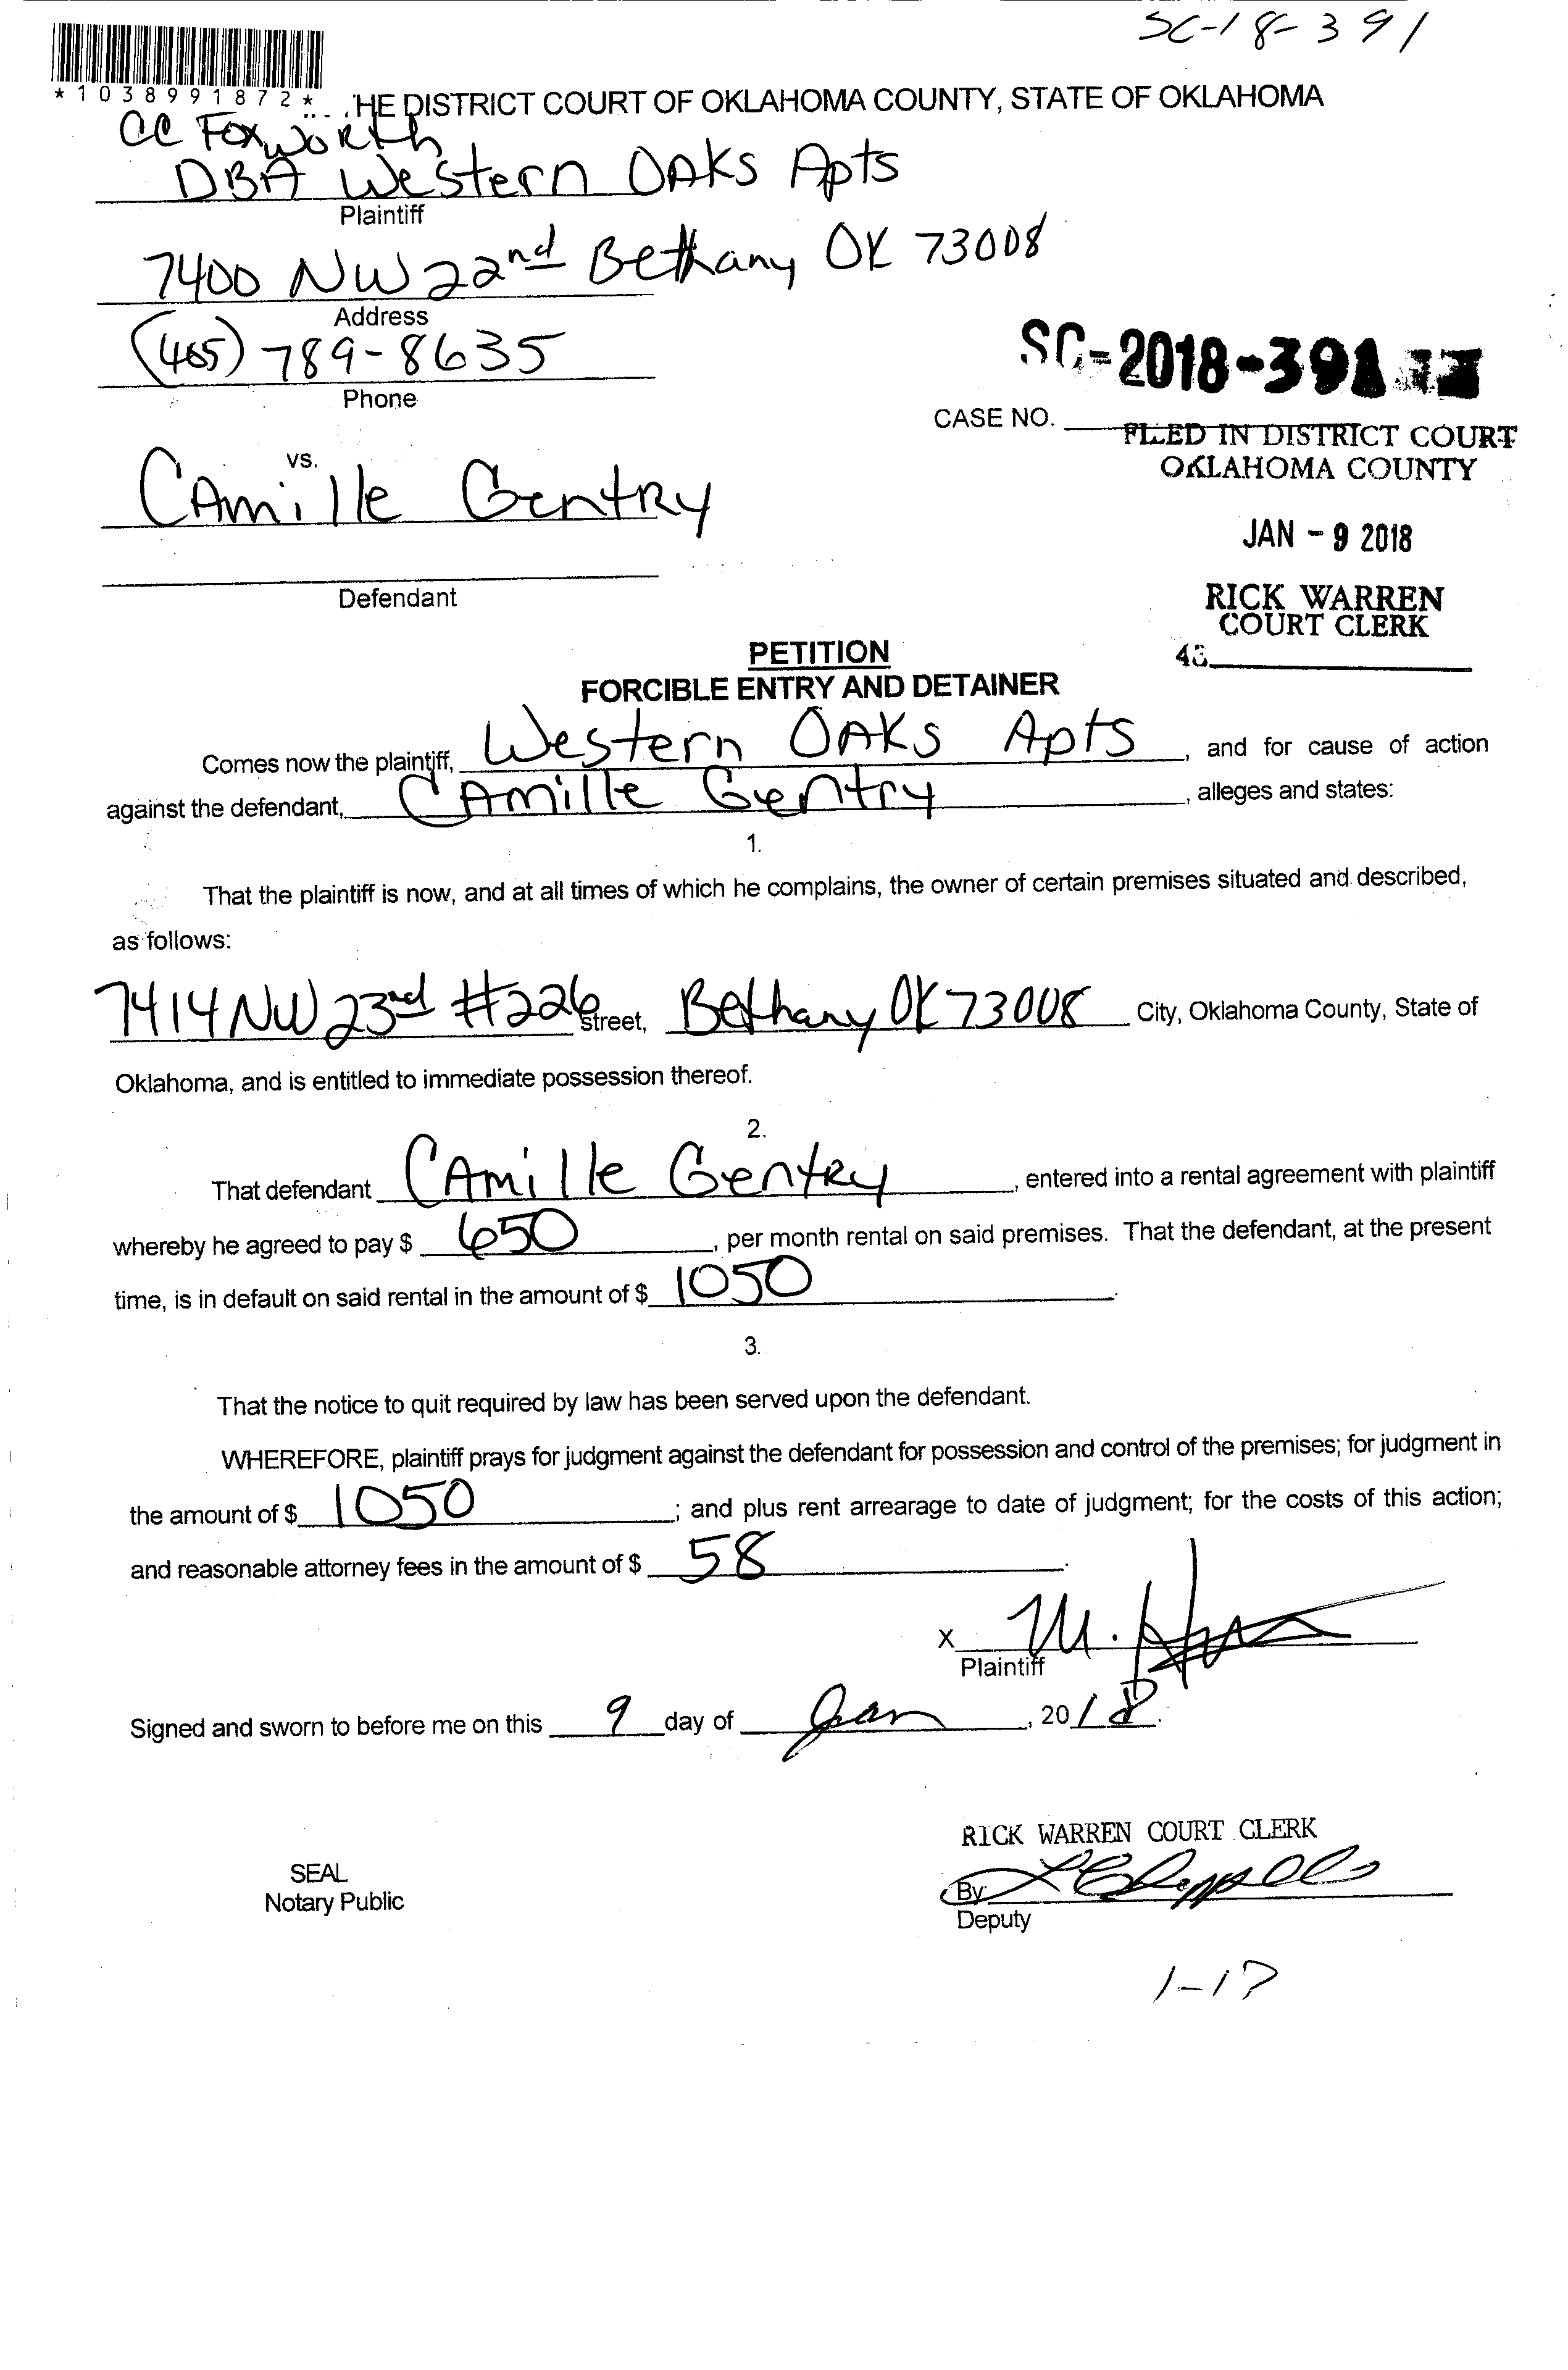 SC-18-391
*1038991872*
HE DISTRICT COURT OF OKLAHOMA COUNTY, STATE OF OKLAHOMA
CC Foxworth
DBA Western OAKS Apts
Plaintiff
7400 NW 22nd Bethany OK 73008
Address
(405) 789-8635
Phone
SC-2018-391
CASE NO.
FILED IN DISTRICT COURT
OKLAHOMA COUNTY
vs.
CAmille GentRy
JAN - 9 2018
Defendant
RICK WARREN
COURT CLERK
43
PETITION
FORCIBLE ENTRY AND DETAINER
Comes now the plaintiff, Western OAKS Apts, and for cause of action
against the defendant, CAmille Gentry, alleges and states:
1.
That the plaintiff is now, and at all times of which he complains, the owner of certain premises situated and described,
as follows:
7414 NW 23rd #226 Street, Bethany OK 73008 City, Oklahoma County, State of
Oklahoma, and is entitled to immediate possession thereof.
2.
That defendant CAmille GentRy, entered into a rental agreement with plaintiff
whereby he agreed to pay $ 650, per month rental on said premises. That the defendant, at the present
time, is in default on said rental in the amount of $ 1050.
3.
That the notice to quit required by law has been served upon the defendant.
WHEREFORE, plaintiff prays for judgment against the defendant for possession and control of the premises; for judgment in
the amount of $ 1050; and plus rent arrearage to date of judgment; for the costs of this action;
and reasonable attorney fees in the amount of $ 58.
X M.
Plaintiff
Signed and sworn to before me on this 9 day of Jan, 2018.
RICK WARREN COURT CLERK
SEAL
Notary Public
By
Deputy
1-17